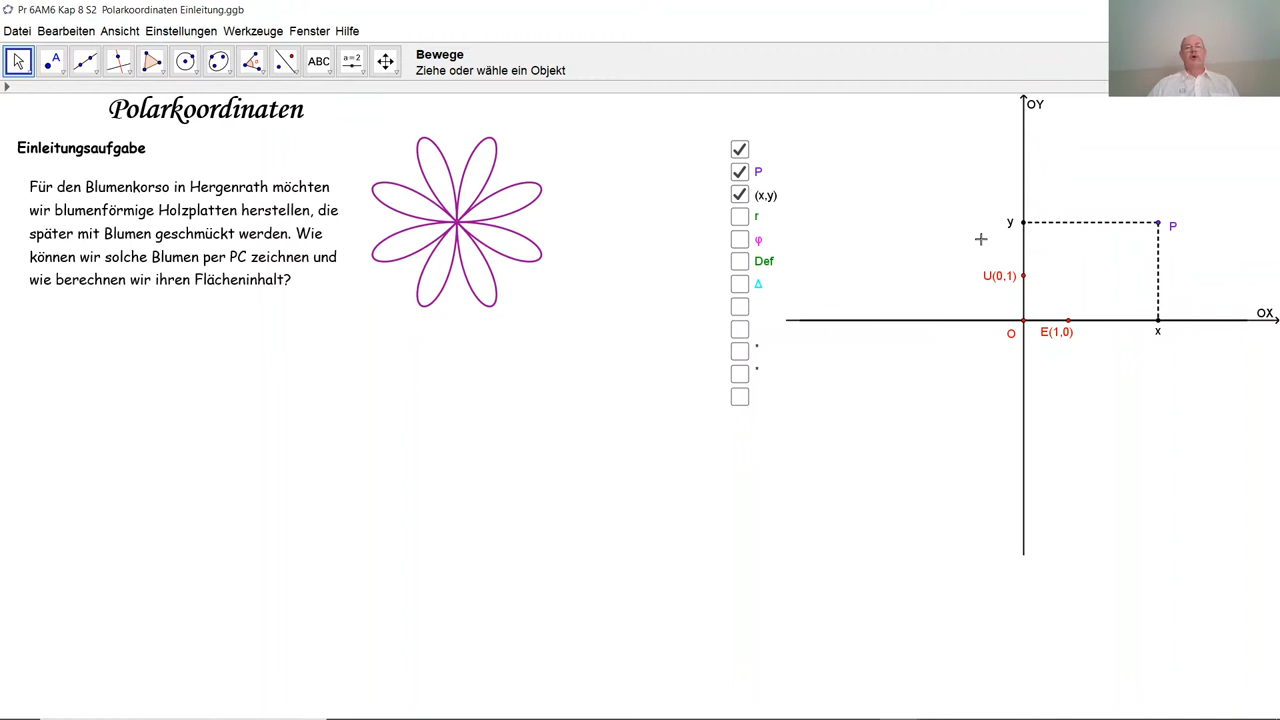 Pr 6AM6 Kap 8 S2 Polarkoordinaten Einleitung.ggb
Datei Bearbeiten Ansicht Einstellungen Werkzeuge Fenster Hilfe
A
ABC
a=2
Bewege
Ziehe oder wähle ein Objekt
Polarkoordinaten
Einleitungsaufgabe
Für den Blumenkorso in Hergenrath möchten
wir blumenförmige Holzplatten herstellen, die
später mit Blumen geschmückt werden. Wie
können wir solche Blumen per PC zeichnen und
wie berechnen wir ihren Flächeninhalt?
P
(x,y)
r
φ
Def
Δ
*
*
OY
y
P
U(0,1)
OX
O
E(1,0)
x